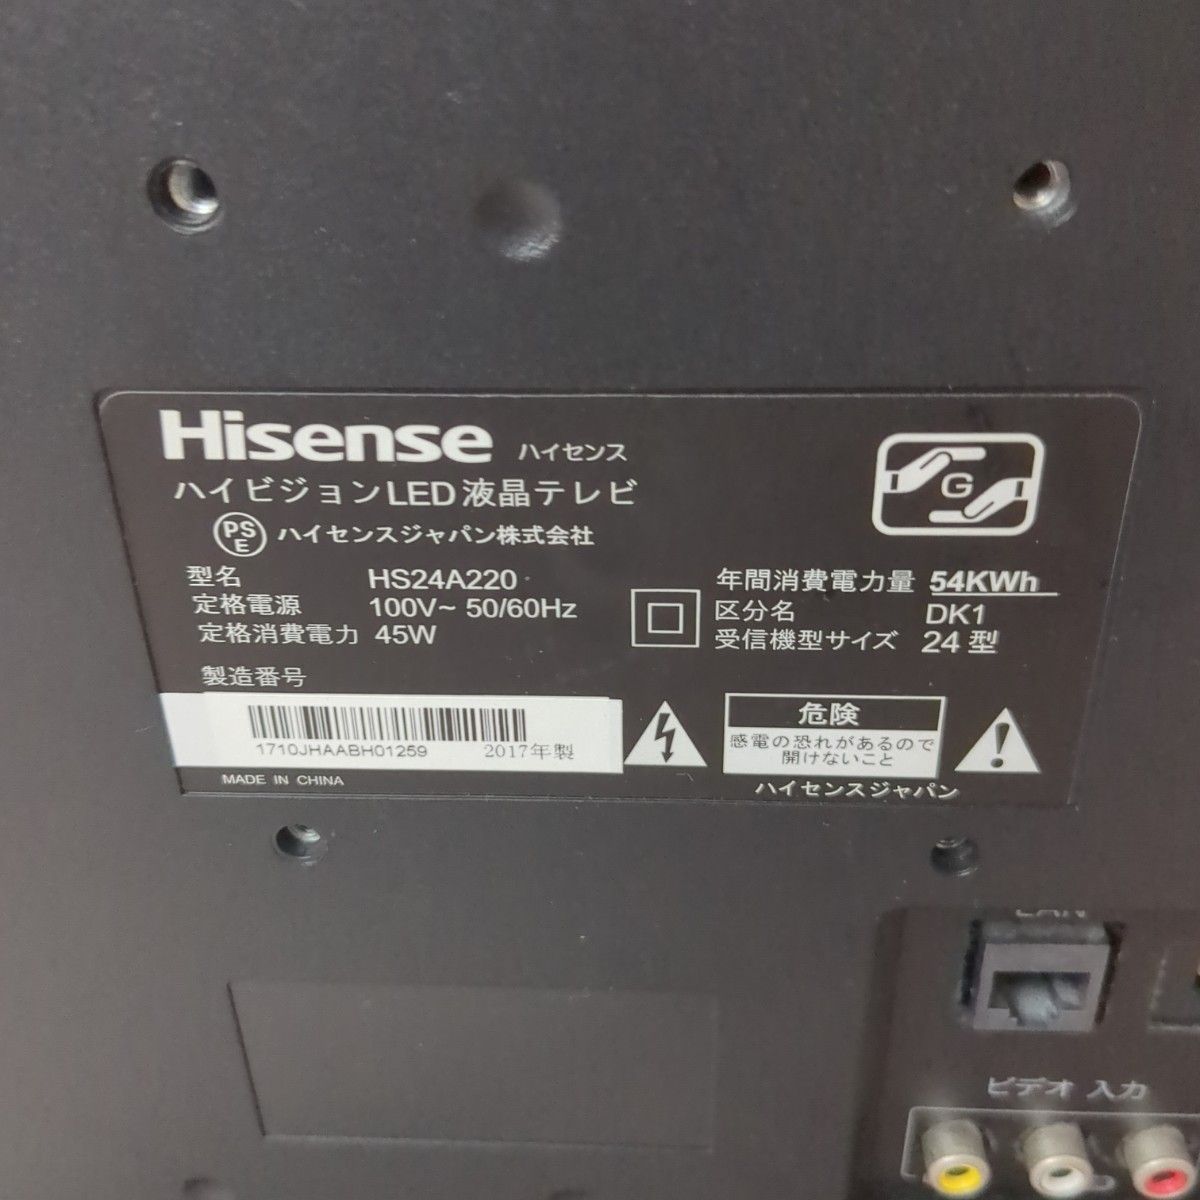 Hisense ハイセンス
ハイビジョンLED液晶テレビ
PSE ハイセンスジャパン株式会社
G
型名 HS24A220
定格電源 100V~ 50/60Hz
定格消費電力 45W
年間消費電力量 54KWh
区分名 DK1
受信機型サイズ 24型
製造番号
1710JHAABH01259 2017年製
MADE IN CHINA
危険
感電の恐れがあるので
開けないこと
ハイセンスジャパン
LAN
ビデオ 入力